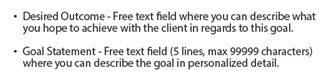 • Desired Outcome - Free text field where you can describe what
you hope to achieve with the client in regards to this goal.
• Goal Statement - Free text field (5 lines, max 99999 characters)
where you can describe the goal in personalized detail.